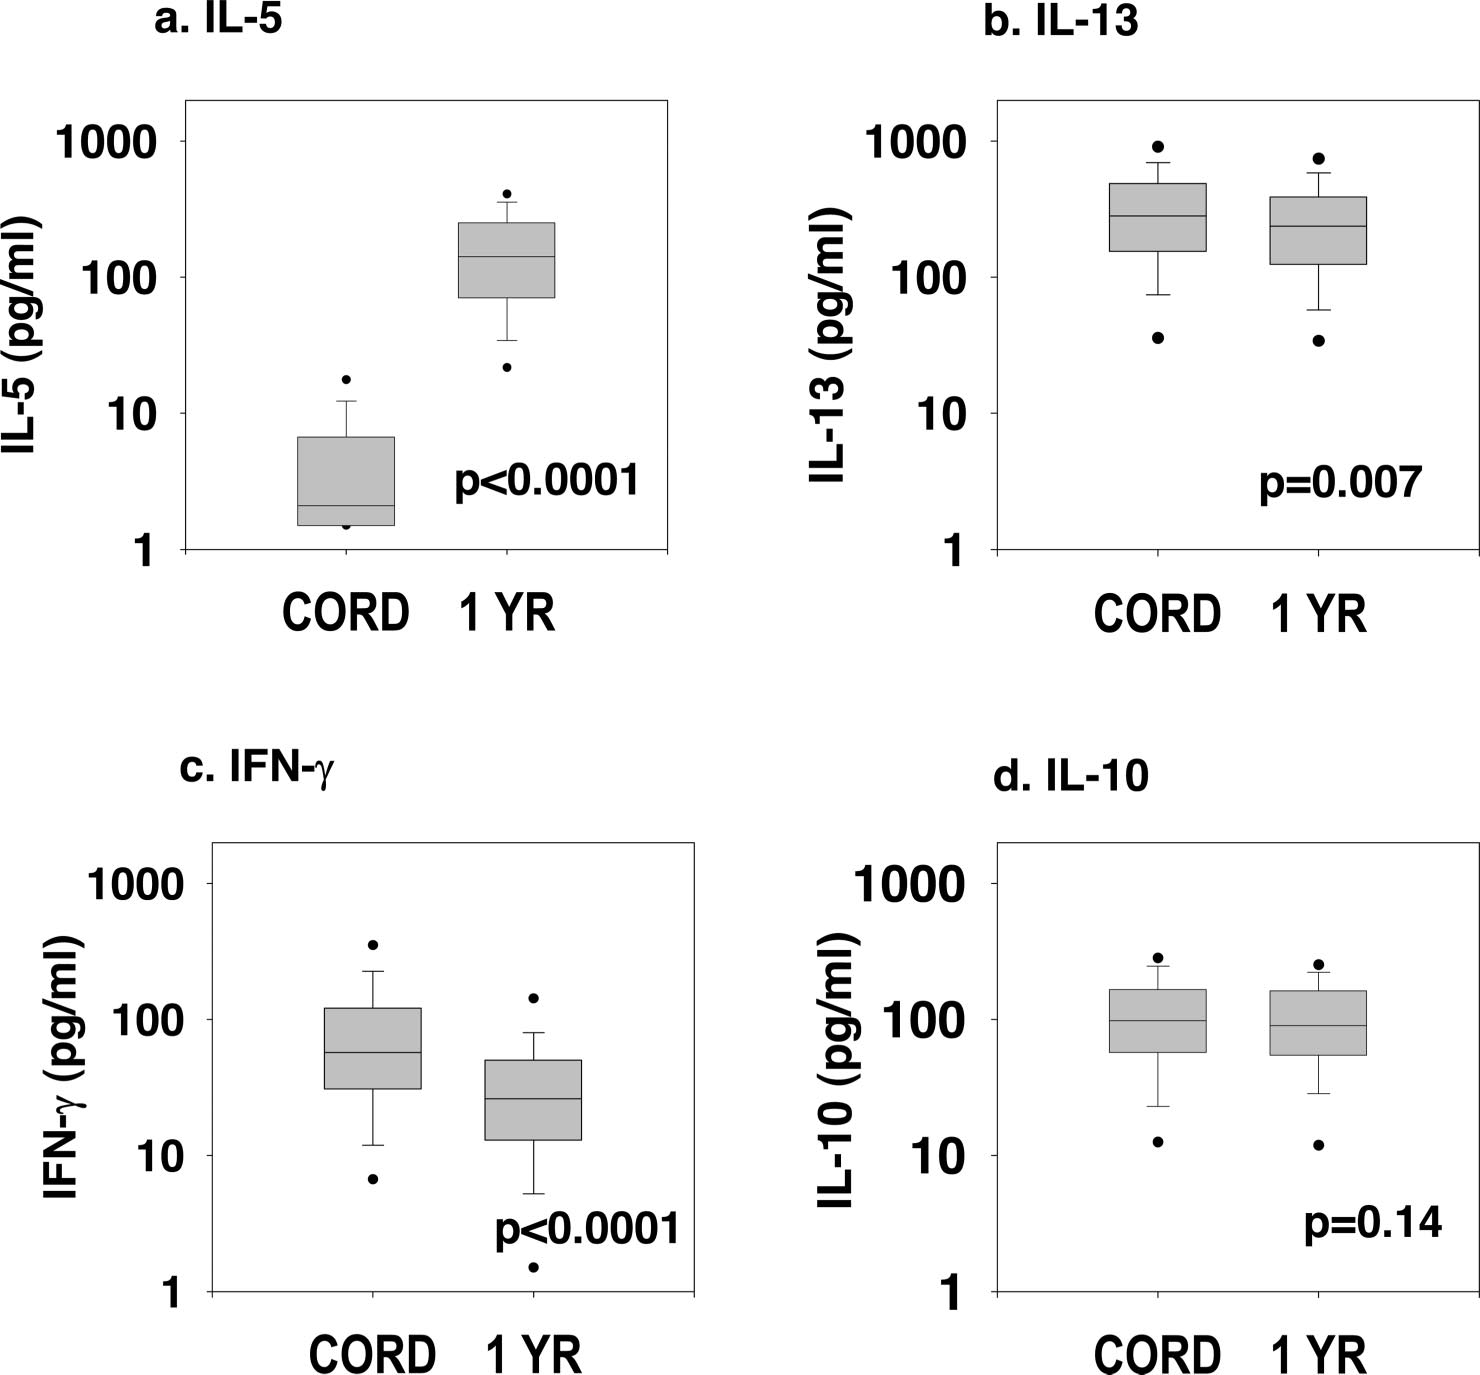 a. IL-5
IL-5 (pg/ml)
1000
100
10
1
p<0.0001
CORD 1 YR
b. IL-13
IL-13 (pg/ml)
1000
100
10
1
p=0.007
CORD 1 YR
c. IFN-γ
IFN-γ (pg/ml)
1000
100
10
1
p<0.0001
CORD 1 YR
d. IL-10
IL-10 (pg/ml)
1000
100
10
1
p=0.14
CORD 1 YR